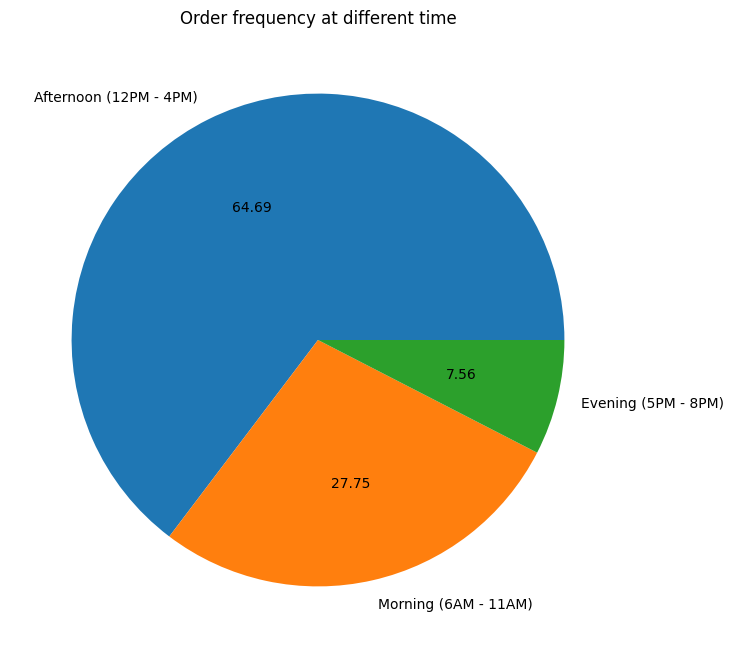 Order frequency at different time
Afternoon (12PM - 4PM)
64.69
7.56
Evening (5PM - 8PM)
27.75
Morning (6AM - 11AM)